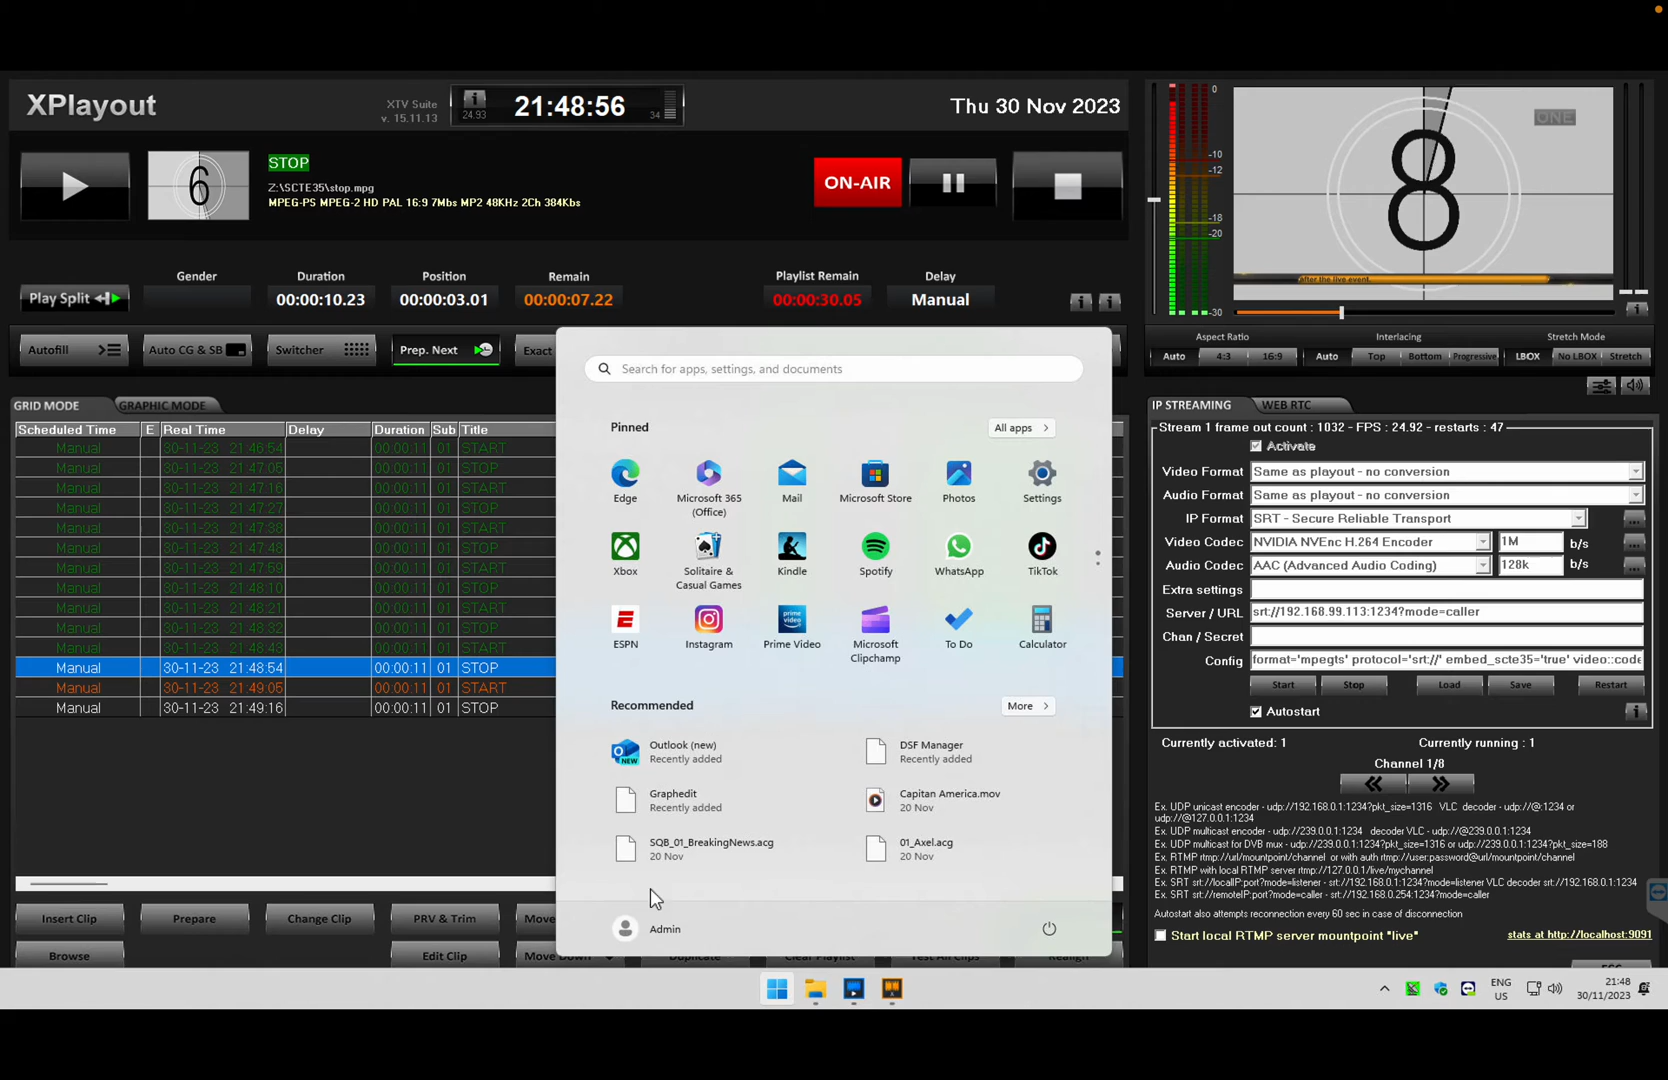 XPlayout
XTV Suite
v. 15.11.13
24.93
21:48:56
34
Thu 30 Nov 2023
6
STOP
Z:\SCTE35\stop.mpg
MPEG-PS MPEG-2 HD PAL 16:9 7Mbs MP2 48KHz 2Ch 384Kbs
ON-AIR
Gender
Duration
Position
Remain
Playlist Remain
Delay
Play Split
00:00:10.23
00:00:03.01
00:00:07.22
00:00:30.05
Manual
Autofill
Auto CG & SB
Switcher
Prep. Next
Exact
0
-10
-12
-18
-20
-30
ONE
8
after the live event.
Aspect Ratio
Interlacing
Stretch Mode
Auto
4:3
16:9
Auto
Top
Bottom
Progressive
LBOX
No LBOX
Stretch
GRID MODE
GRAPHIC MODE
Scheduled Time E Real Time Delay Duration Sub Title
Manual 30-11-23 21:46:54 00:00:11 01 START
Manual 30-11-23 21:47:05 00:00:11 01 STOP
Manual 30-11-23 21:47:16 00:00:11 01 START
Manual 30-11-23 21:47:27 00:00:11 01 STOP
Manual 30-11-23 21:47:38 00:00:11 01 START
Manual 30-11-23 21:47:48 00:00:11 01 STOP
Manual 30-11-23 21:47:59 00:00:11 01 START
Manual 30-11-23 21:48:10 00:00:11 01 STOP
Manual 30-11-23 21:48:21 00:00:11 01 START
Manual 30-11-23 21:48:32 00:00:11 01 STOP
Manual 30-11-23 21:48:43 00:00:11 01 START
Manual 30-11-23 21:48:54 00:00:11 01 STOP
Manual 30-11-23 21:49:05 00:00:11 01 START
Manual 30-11-23 21:49:16 00:00:11 01 STOP
Insert Clip
Prepare
Change Clip
PRV & Trim
Move
Browse
Edit Clip
Move Down
Duplicate
Clear Playlist
Test All Clips
Realign
Search for apps, settings, and documents
Pinned
All apps
Edge
Microsoft 365
(Office)
Mail
Microsoft Store
Photos
Settings
Xbox
Solitaire &
Casual Games
Kindle
Spotify
WhatsApp
TikTok
ESPN
Instagram
prime
video
Prime Video
Microsoft
Clipchamp
To Do
Calculator
Recommended
More
NEW
Outlook (new)
Recently added
DSF Manager
Recently added
Graphedit
Recently added
Capitan America.mov
20 Nov
SQB_01_BreakingNews.acg
20 Nov
01_Axel.acg
20 Nov
Admin
IP STREAMING
WEB RTC
Stream 1 frame out count : 1032 - FPS : 24.92 - restarts : 47
Activate
Video Format
Same as playout - no conversion
Audio Format
Same as playout - no conversion
IP Format
SRT - Secure Reliable Transport
...
Video Codec
NVIDIA NVEnc H.264 Encoder
1M
b/s
...
Audio Codec
AAC (Advanced Audio Coding)
128k
b/s
...
Extra settings
Server / URL
srt://192.168.99.113:1234?mode=caller
Chan / Secret
Config
format='mpegts' protocol='srt://' embed_scte35='true' video::code
Start
Stop
Load
Save
Restart
Autostart
Currently activated: 1
Currently running : 1
Channel 1/8
Ex. UDP unicast encoder - udp://192.168.0.1:1234?pkt_size=1316 VLC decoder - udp://@:1234 or
udp://@127.0.0.1:1234
Ex. UDP multicast encoder - udp://239.0.0.1:1234 decoder VLC - udp://@239.0.0.1:1234
Ex. UDP multicast for DVB mux - udp://239.0.0.1:1234?pkt_size=1316 or pkt_size=188
Ex. RTMP rtmp://url/mountpoint/channel or with auth rtmp://user:password@url/mountpoint/channel
Ex. RTMP with local RTMP server rtmp://127.0.0.1/live/mychannel
Ex. SRT srt://localIP:port?mode=listener - srt://192.168.0.1:1234?mode=listener VLC decoder srt://192.168.0.1:1234
Ex. SRT srt://remoteIP:port?mode=caller - srt://192.168.0.254:1234?mode=caller
Autostart also attempts reconnection every 60 sec in case of disconnection
Start local RTMP server mountpoint "live"
stats at http://localhost:9091
ESC
ENG
US
21:48
30/11/2023